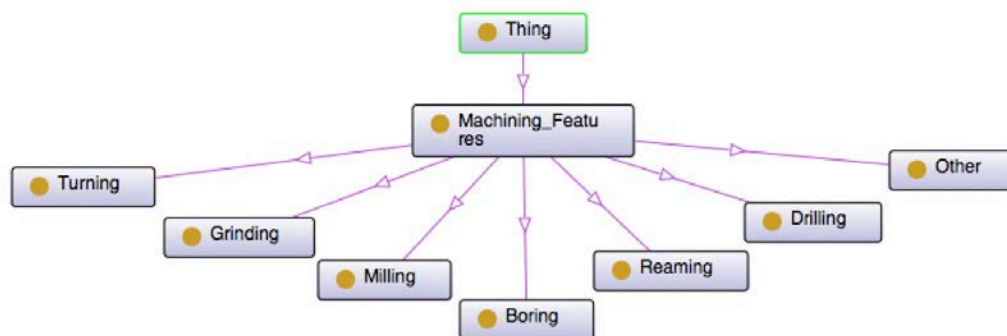 Thing
Machining_Featu
res
Turning
Other
Grinding
Drilling
Milling
Reaming
Boring